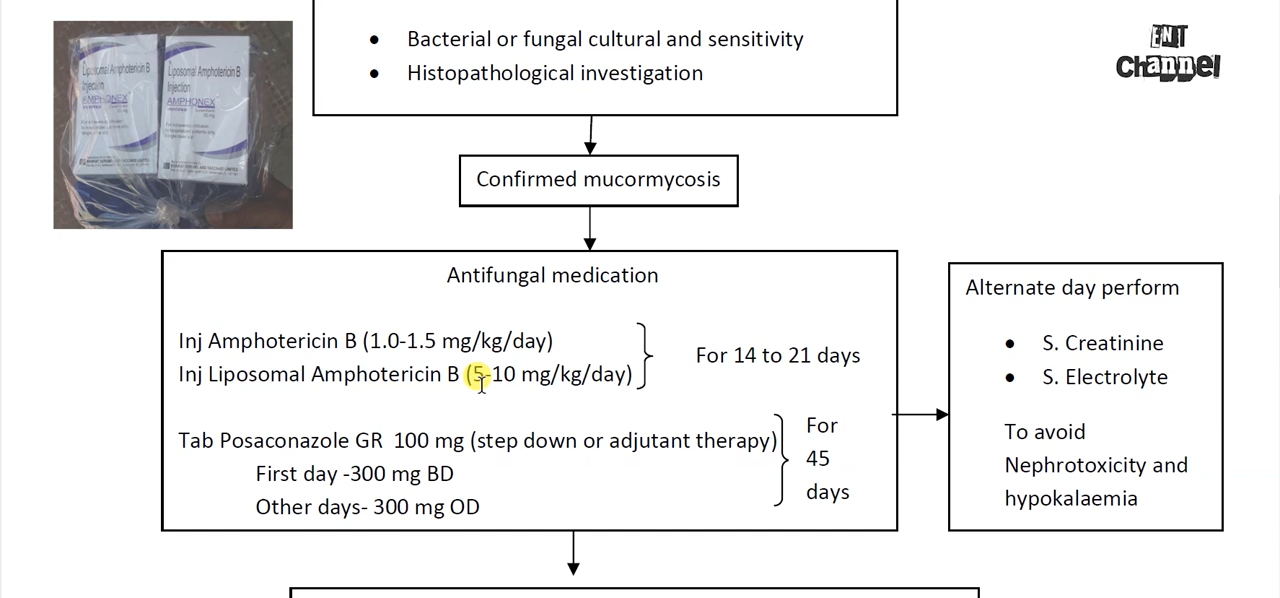 Bacterial or fungal cultural and sensitivity
Histopathological investigation
ENT
channel
Liposomal Amphotericin B
Injection
AMPHONEX
Liposomal Amphotericin B
Injection
AMPHONEX
50 mg
Confirmed mucormycosis
Antifungal medication
Inj Amphotericin B (1.0-1.5 mg/kg/day)
Inj Liposomal Amphotericin B (5-10 mg/kg/day)
For 14 to 21 days
Tab Posaconazole GR 100 mg (step down or adjutant therapy)
First day -300 mg BD
Other days- 300 mg OD
For
45
days
Alternate day perform
S. Creatinine
S. Electrolyte
To avoid
Nephrotoxicity and
hypokalaemia